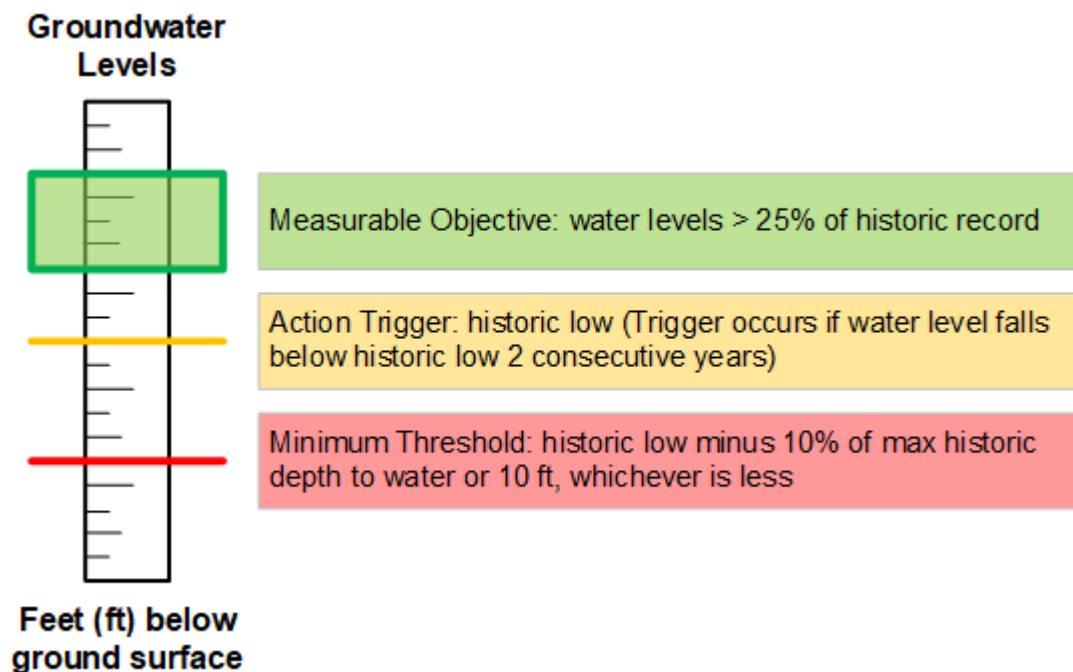 Groundwater
Levels
Measurable Objective: water levels > 25% of historic record
Action Trigger: historic low (Trigger occurs if water level falls
below historic low 2 consecutive years)
Minimum Threshold: historic low minus 10% of max historic
depth to water or 10 ft, whichever is less
Feet (ft) below
ground surface